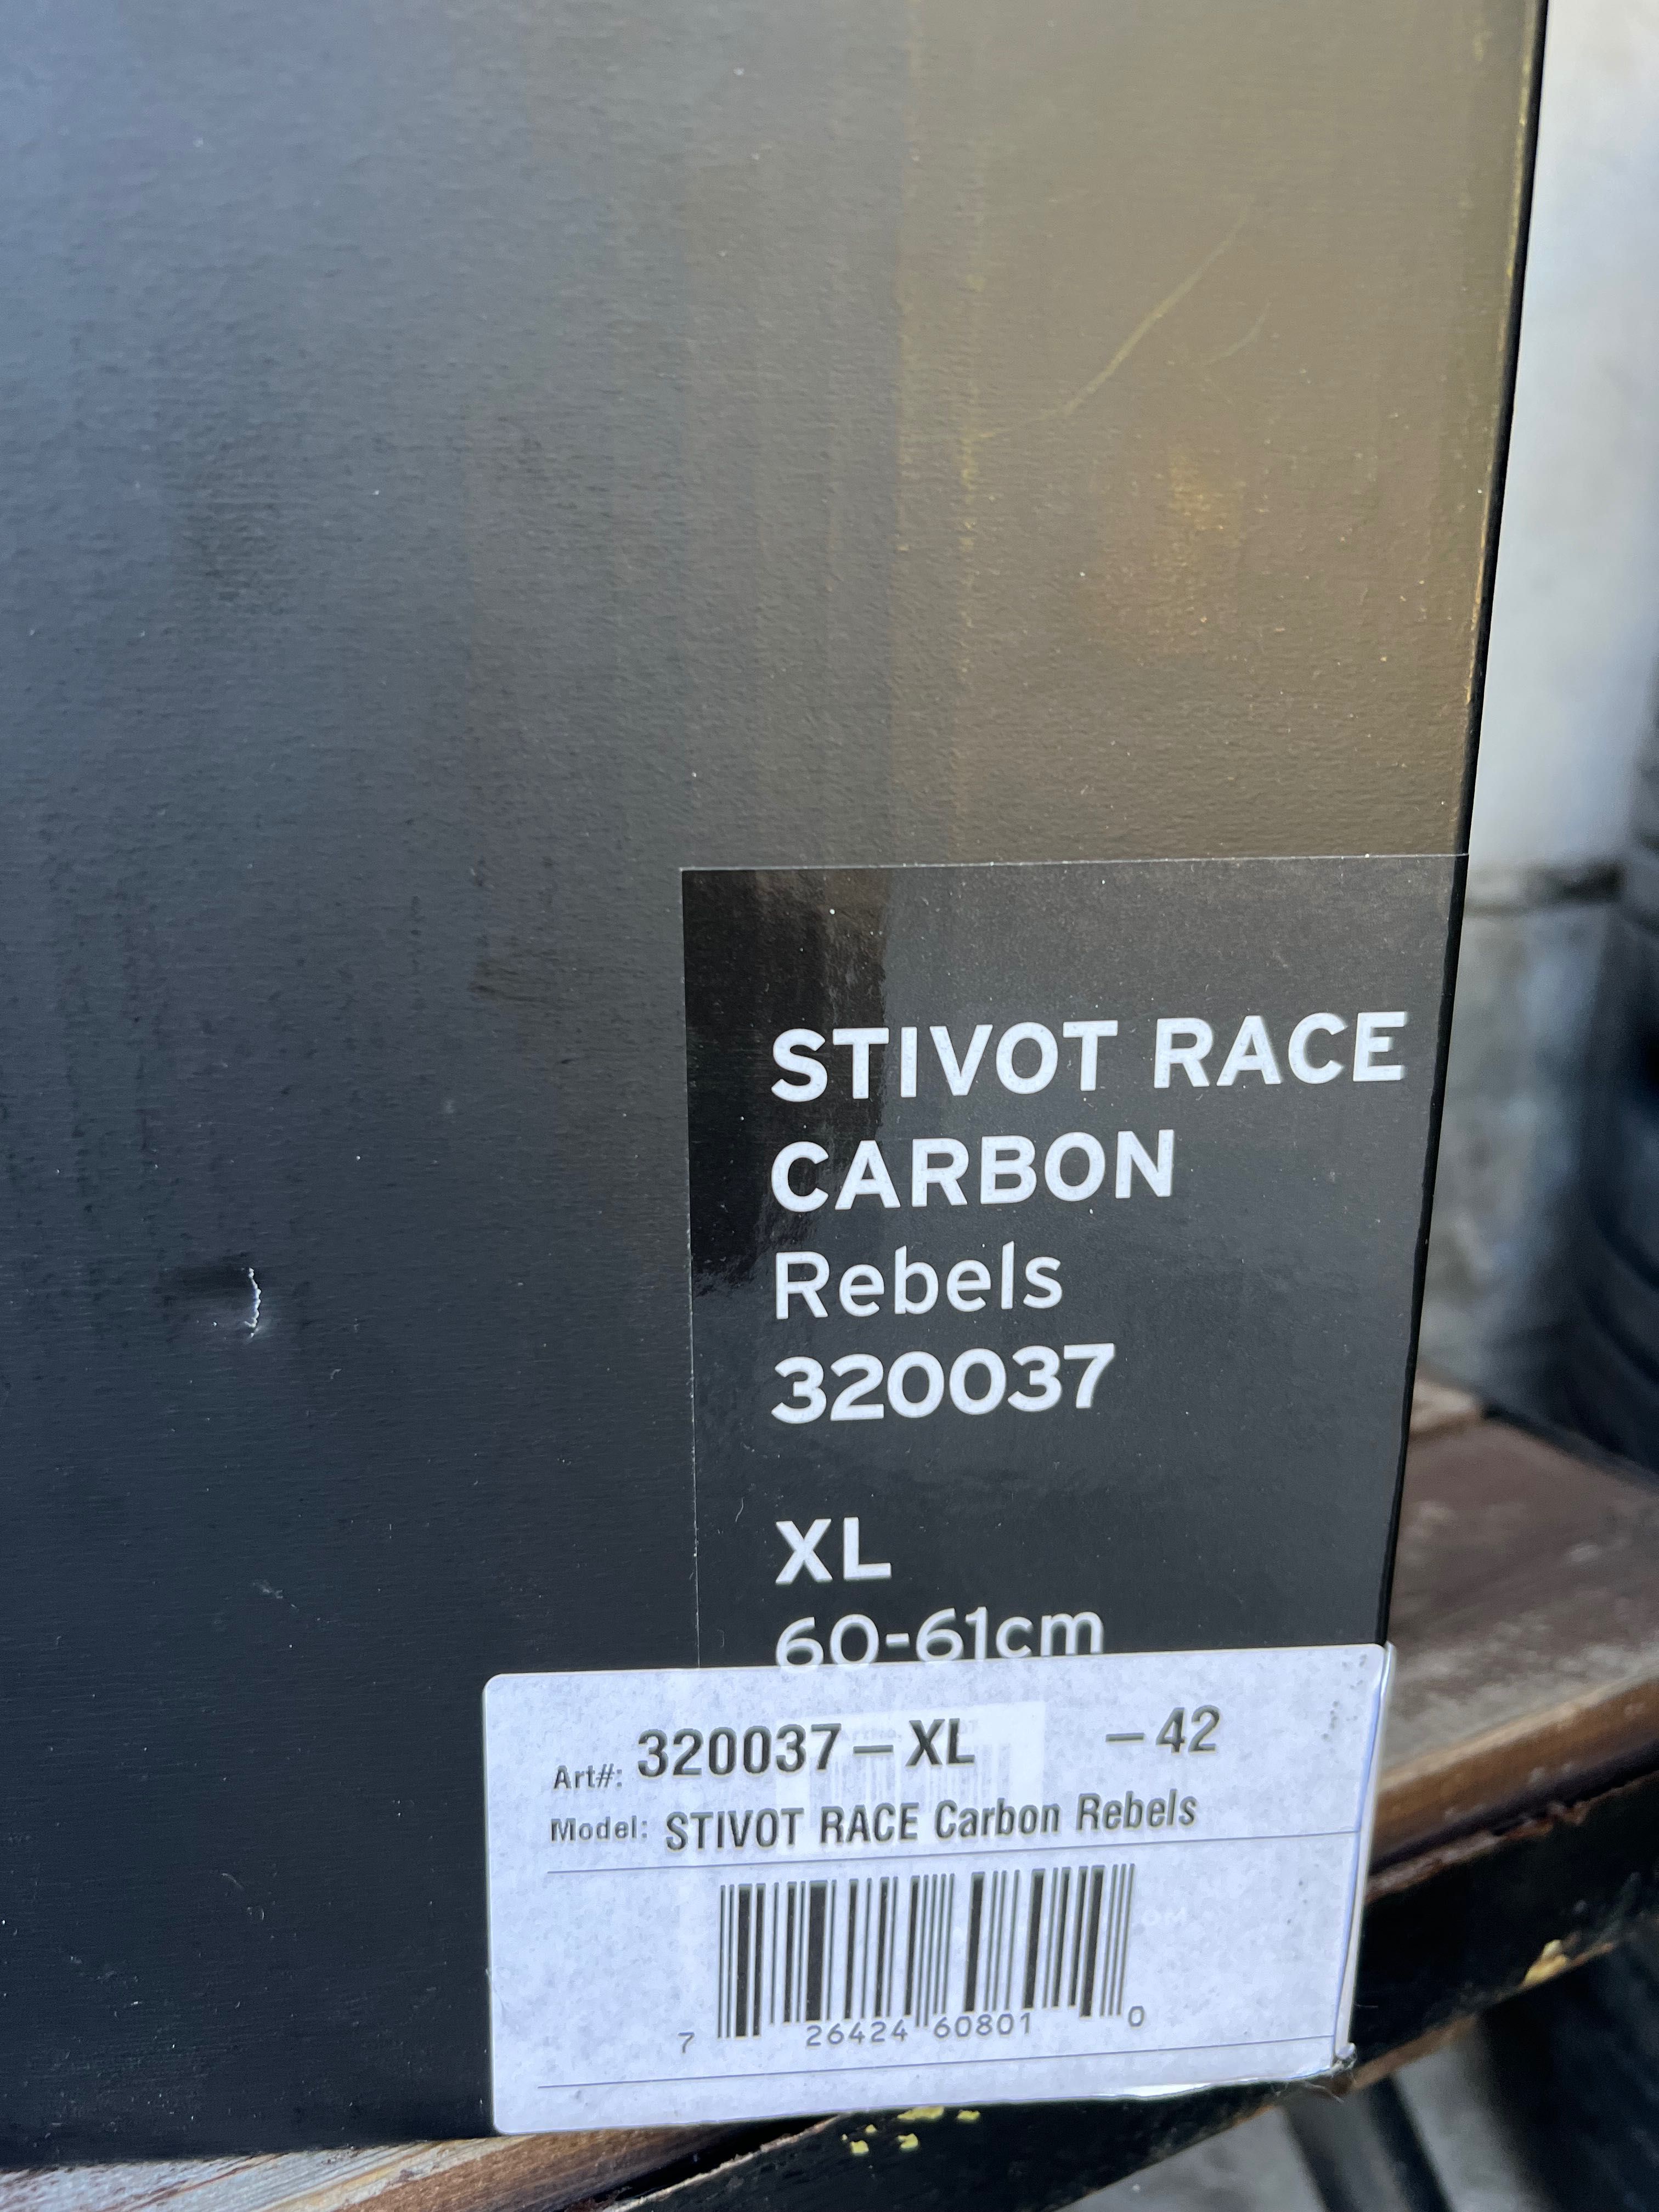 STIVOT RACE
CARBON
Rebels
320037
XL
60-61cm
Art#: 320037-XL -42
Model: STIVOT RACE Carbon Rebels
7 26424 60801 0